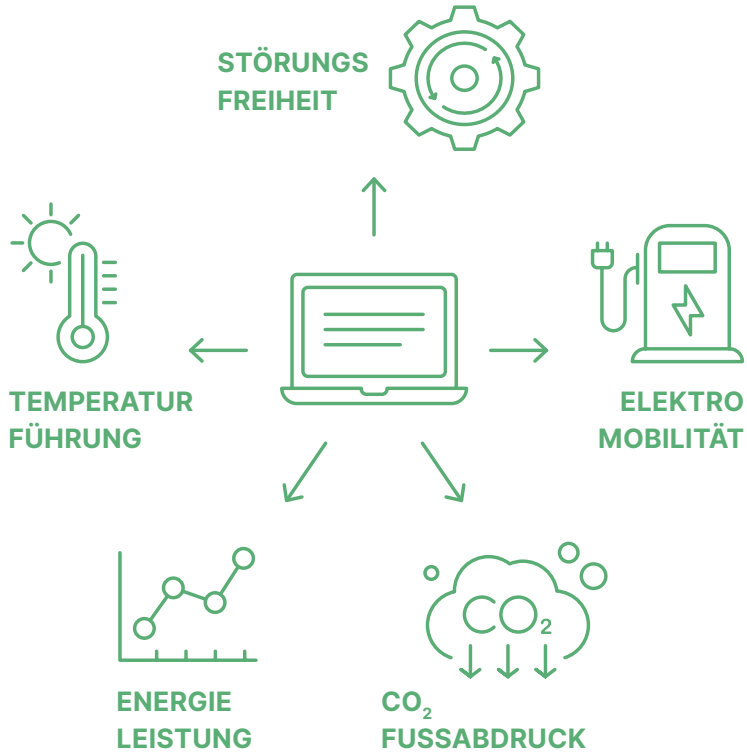 STÖRUNGS
FREIHEIT
TEMPERATUR
FÜHRUNG
ELEKTRO
MOBILITÄT
CO₂
ENERGIE
LEISTUNG
CO₂
FUSSABDRUCK